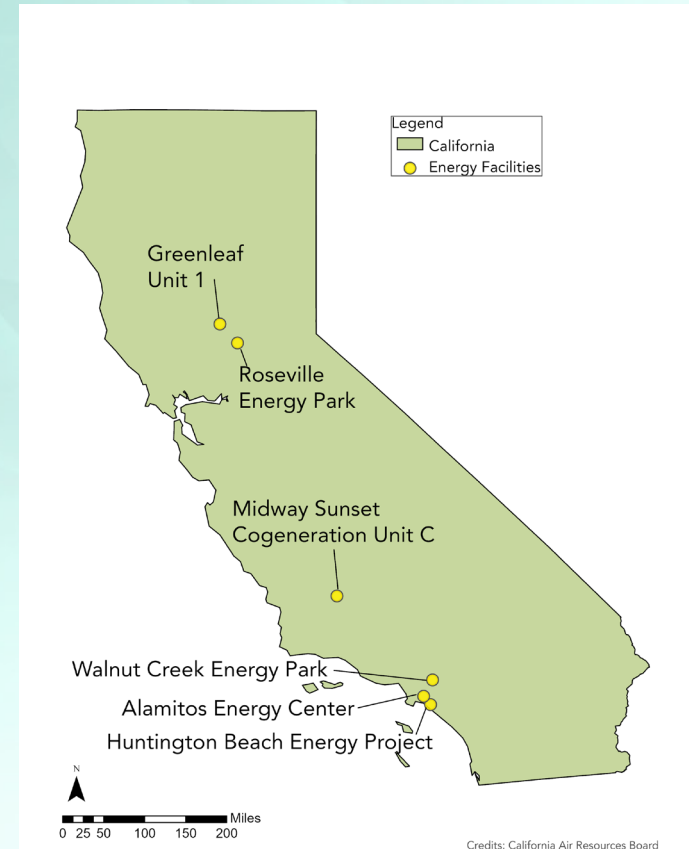 Legend
California
Energy Facilities
Greenleaf
Unit 1
Roseville
Energy Park
Midway Sunset
Cogeneration Unit C
Walnut Creek Energy Park
Alamitos Energy Center
Huntington Beach Energy Project
N
Miles
0 25 50 100 150 200
Credits: California Air Resources Board